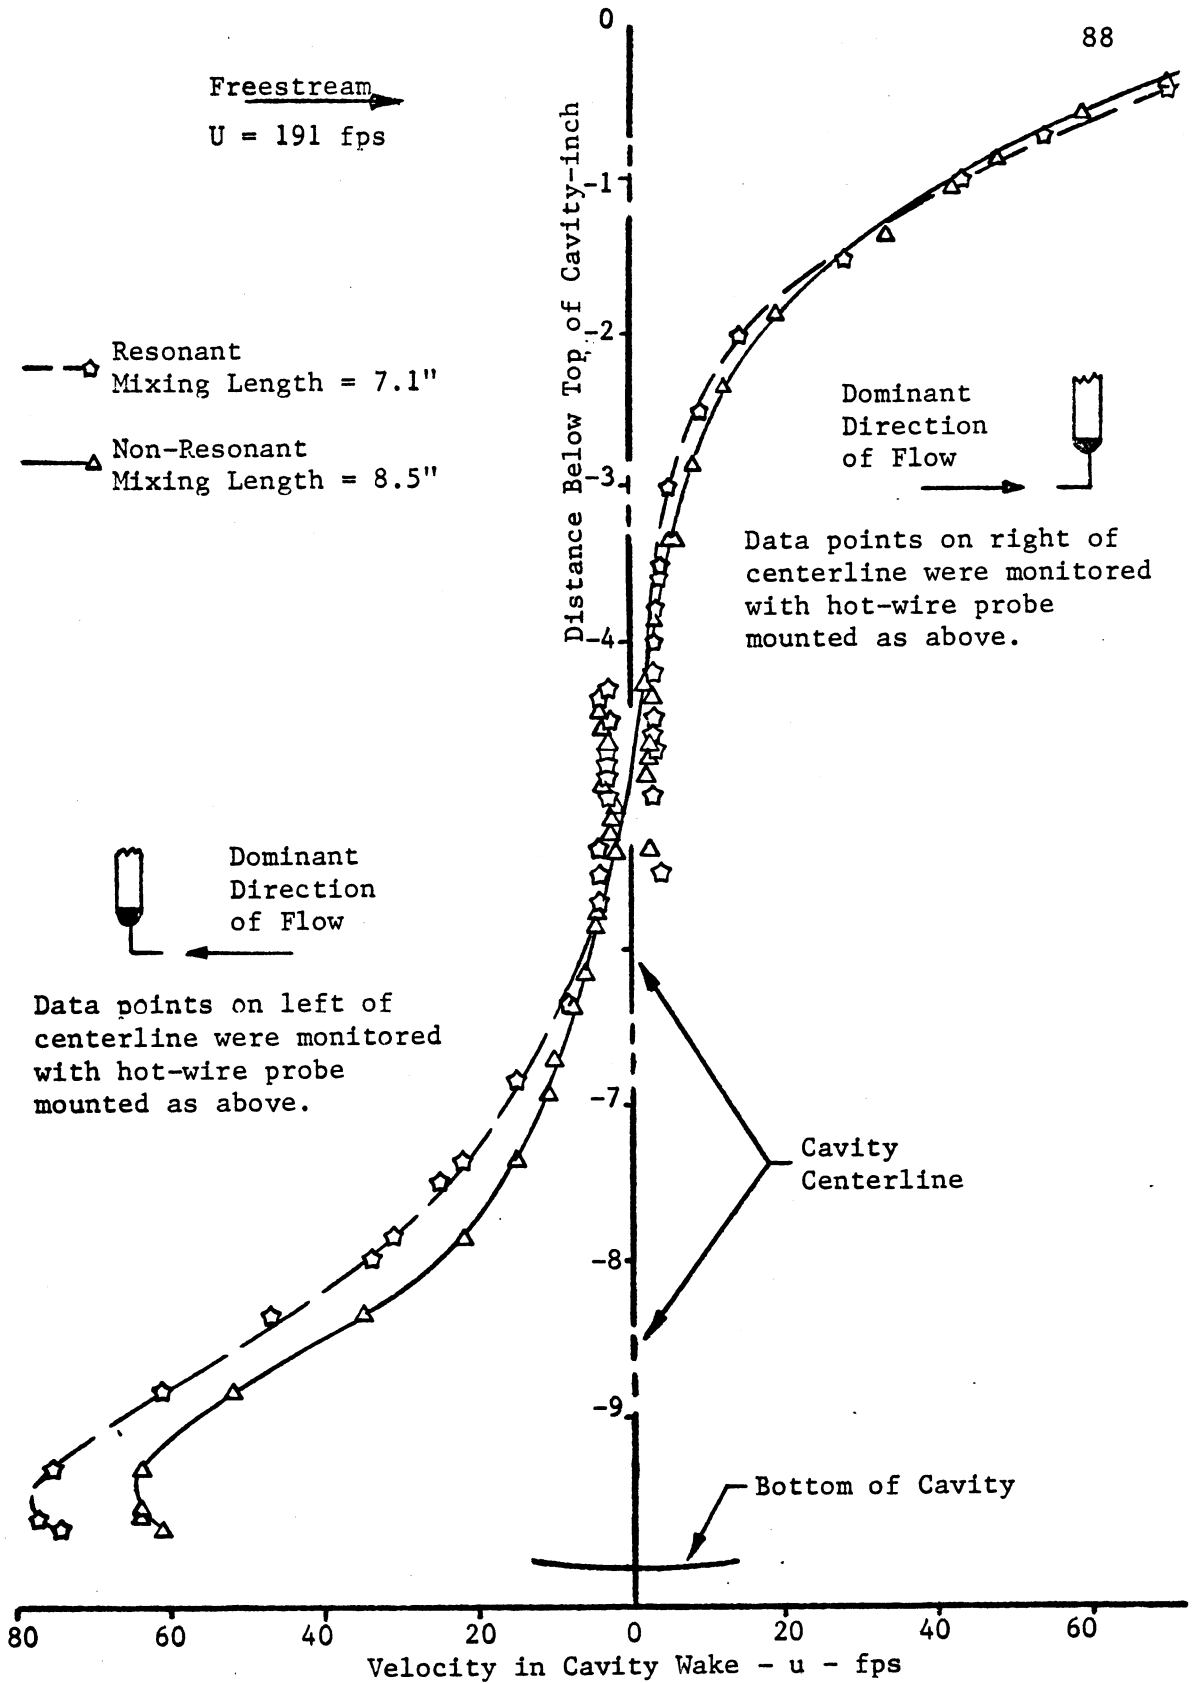 88
0
Freestream
U = 191 fps
Distance Below Top of Cavity-inch
-1
-2
-3
-4
Resonant
Mixing Length = 7.1"
Non-Resonant
Mixing Length = 8.5"
Dominant
Direction
of Flow
Data points on right of
centerline were monitored
with hot-wire probe
mounted as above.
Dominant
Direction
of Flow
Data points on left of
centerline were monitored
with hot-wire probe
mounted as above.
-7
Cavity
Centerline
-8
-9
Bottom of Cavity
80 60 40 20 0 20 40 60
Velocity in Cavity Wake - u - fps